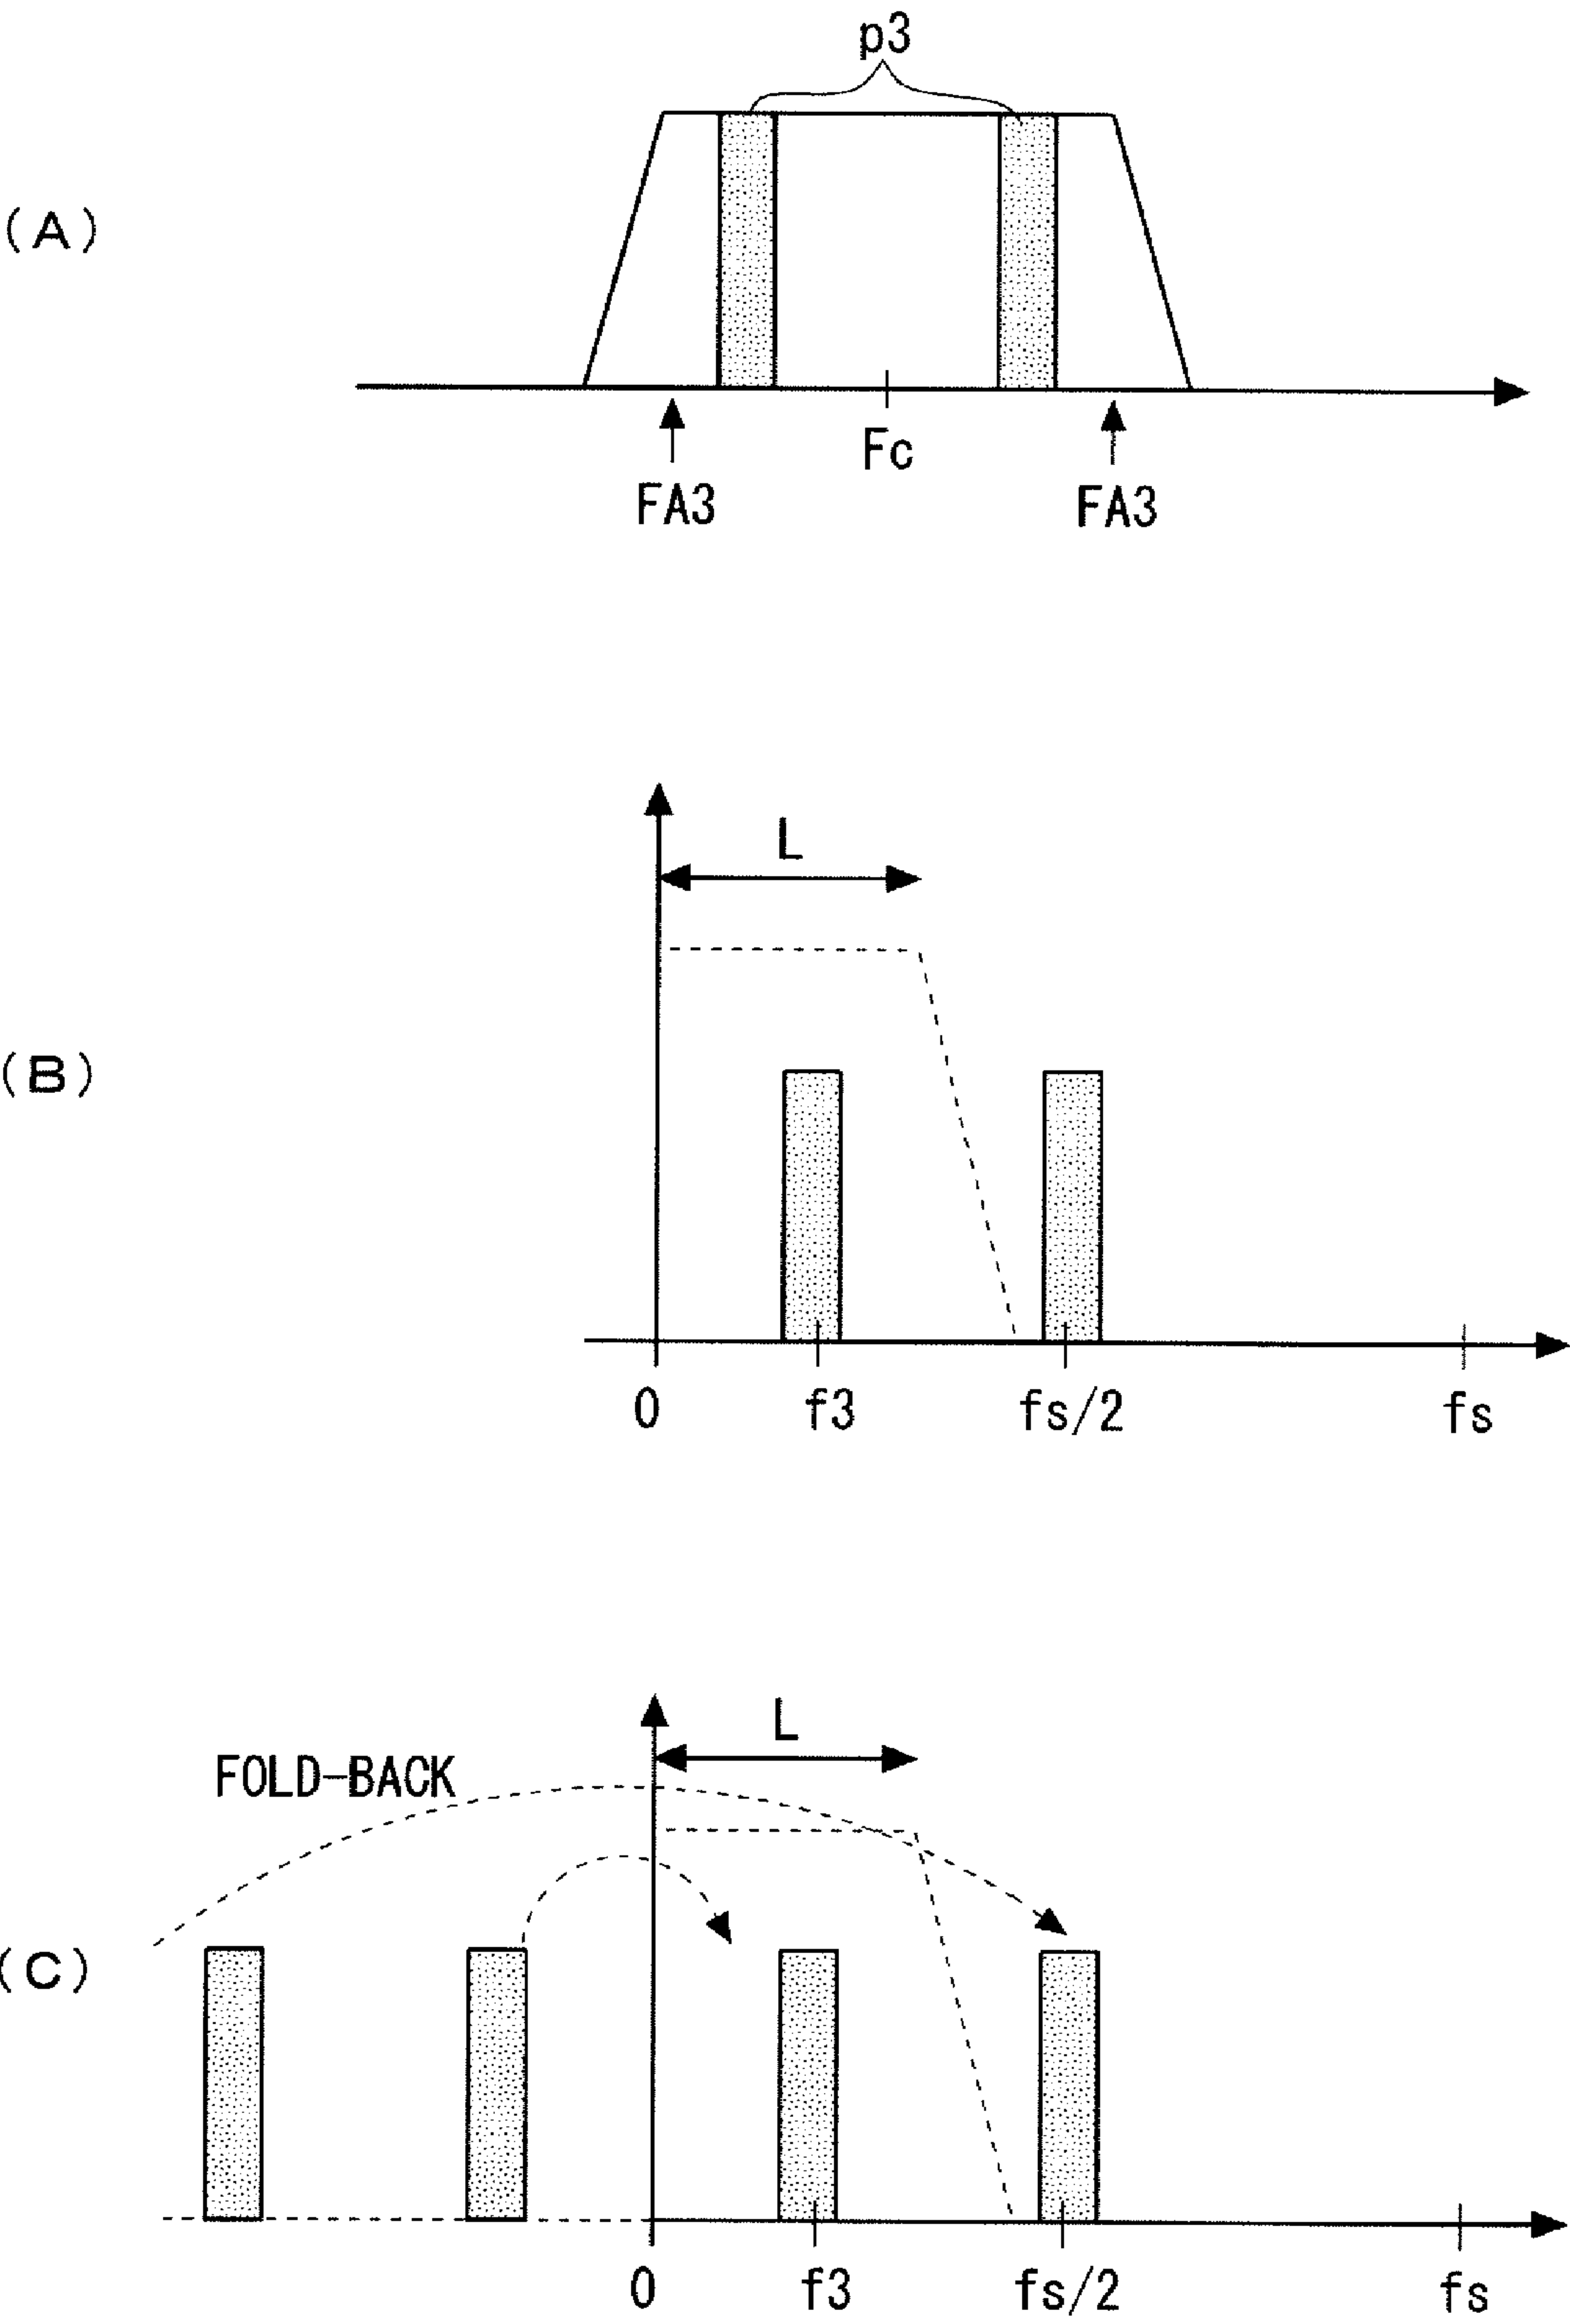 p3
(A)
Fc
FA3 FA3
L
(B)
0 f3 fs/2 fs
L
FOLD-BACK
(C)
0 f3 fs/2 fs